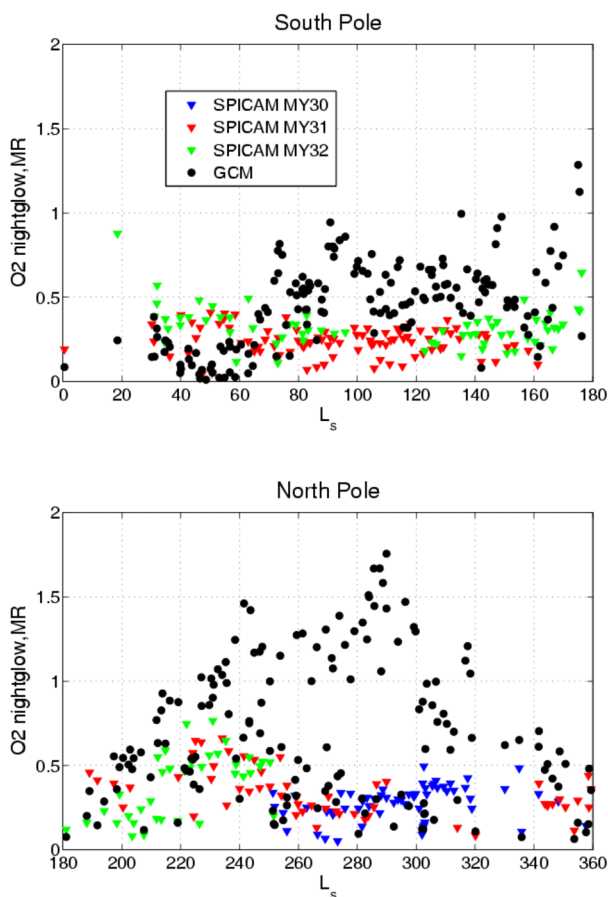 South Pole
2
1.5
1
0.5
0
O2 nightglow,MR
SPICAM MY30
SPICAM MY31
SPICAM MY32
GCM
0 20 40 60 80 100 120 140 160 180
Ls
North Pole
2
1.5
1
0.5
0
O2 nightglow,MR
180 200 220 240 260 280 300 320 340 360
Ls